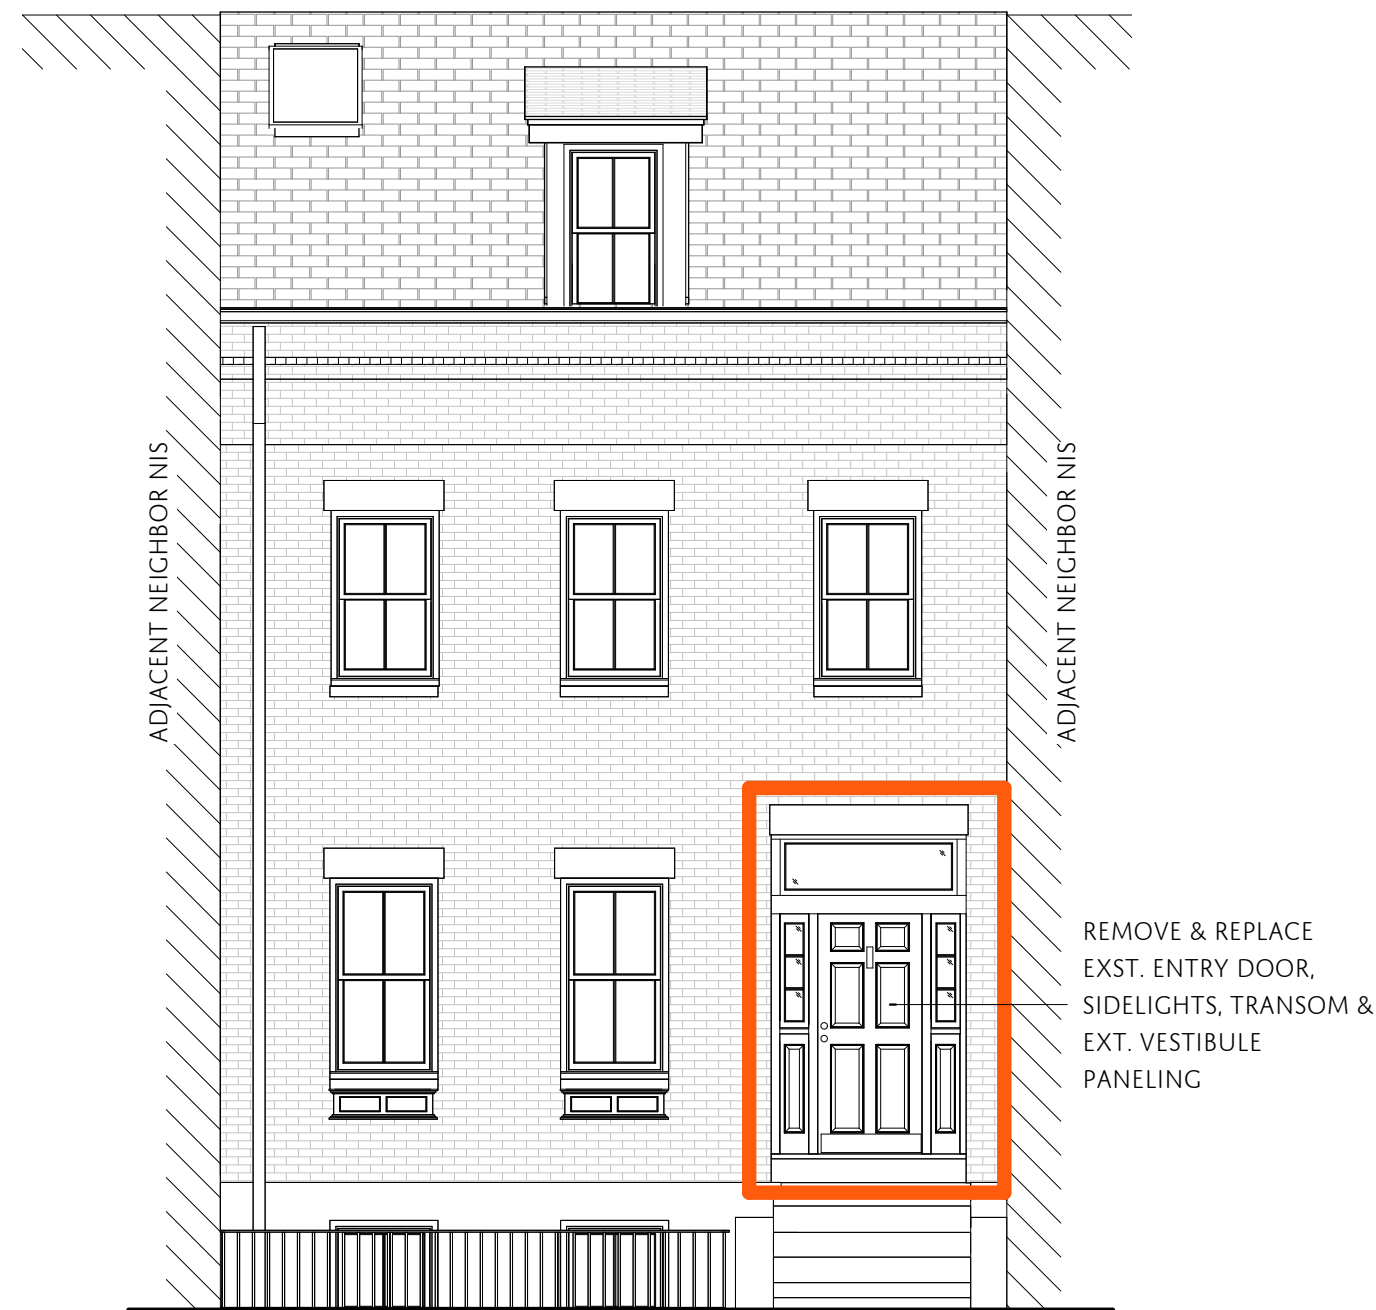 ADJACENT NEIGHBOR NIS
ADJACENT NEIGHBOR NIS
REMOVE & REPLACE
EXST. ENTRY DOOR,
SIDELIGHTS, TRANSOM &
EXT. VESTIBULE
PANELING